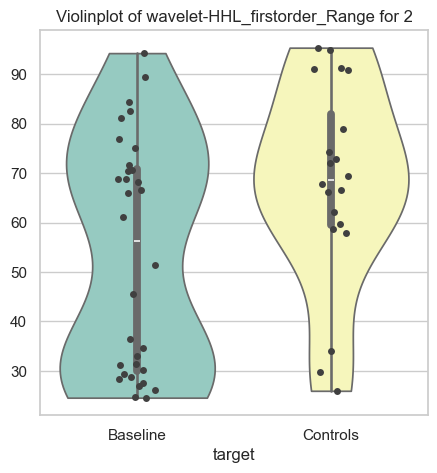 Violinplot of wavelet-HHL_firstorder_Range for 2
90
80
70
60
50
40
30
Baseline Controls
target